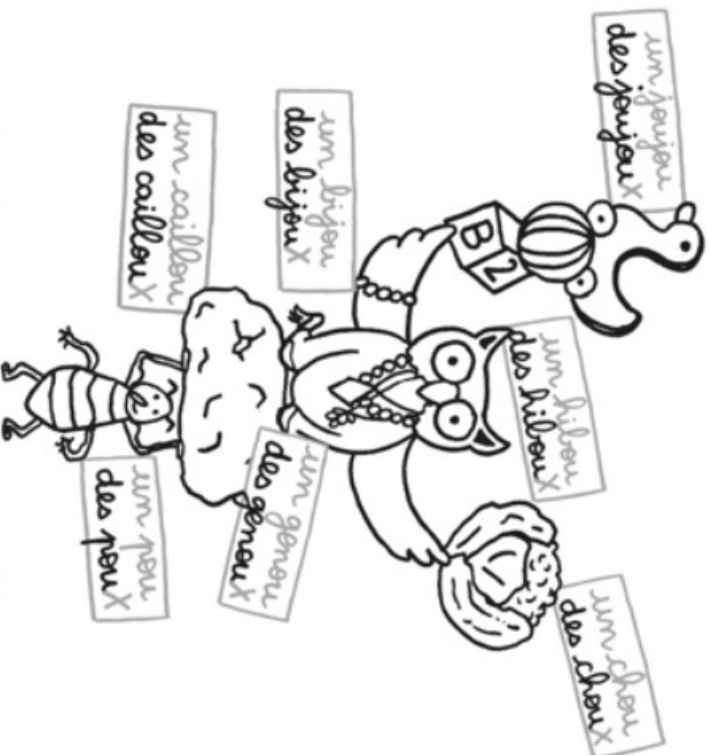 un joujou
des joujoux
un chou
des choux
un hibou
des hiboux
B
2
un bijou
des bijoux
un genou
des genoux
un caillou
des cailloux
un pou
des poux